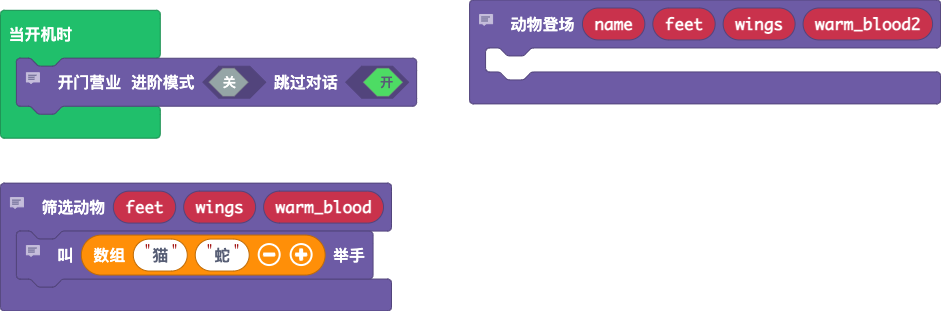 当开机时
开门营业 进阶模式 关 跳过对话 开
动物登场 name feet wings warm_blood2
筛选动物 feet wings warm_blood
叫 数组 "猫" "蛇" 举手